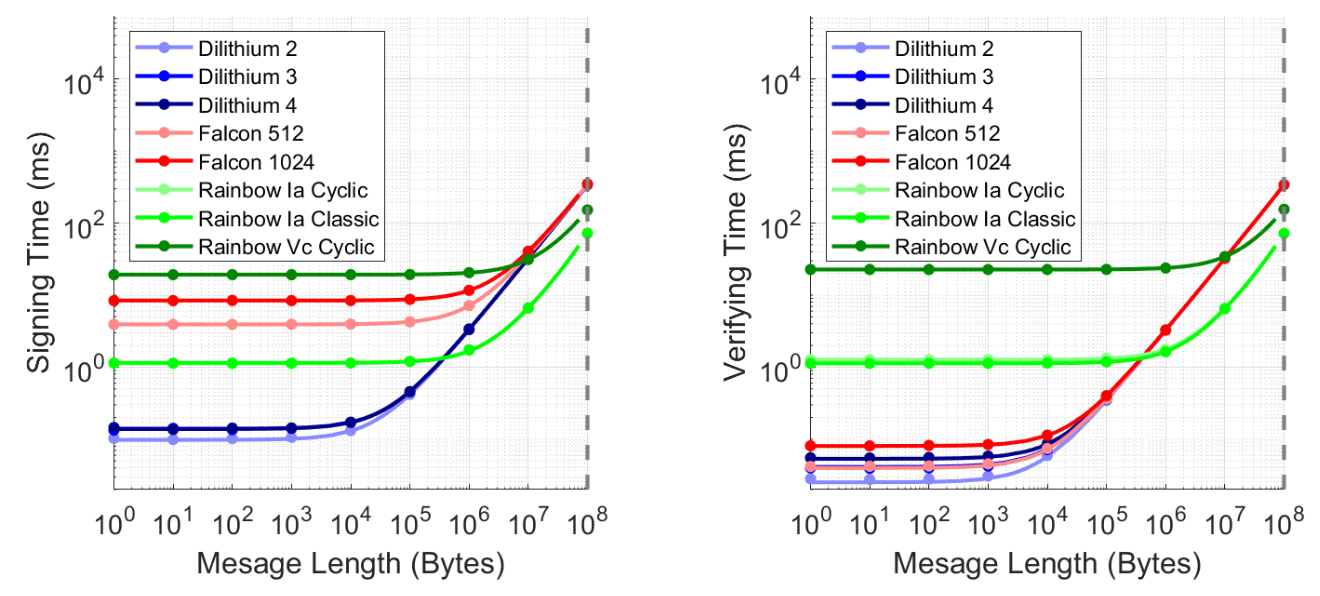 Signing Time (ms)
10^4
10^2
10^0
Dilithium 2
Dilithium 3
Dilithium 4
Falcon 512
Falcon 1024
Rainbow Ia Cyclic
Rainbow Ia Classic
Rainbow Vc Cyclic
10^0 10^1 10^2 10^3 10^4 10^5 10^6 10^7 10^8
Mesage Length (Bytes)
Verifying Time (ms)
10^4
10^2
10^0
Dilithium 2
Dilithium 3
Dilithium 4
Falcon 512
Falcon 1024
Rainbow Ia Cyclic
Rainbow Ia Classic
Rainbow Vc Cyclic
10^0 10^1 10^2 10^3 10^4 10^5 10^6 10^7 10^8
Mesage Length (Bytes)